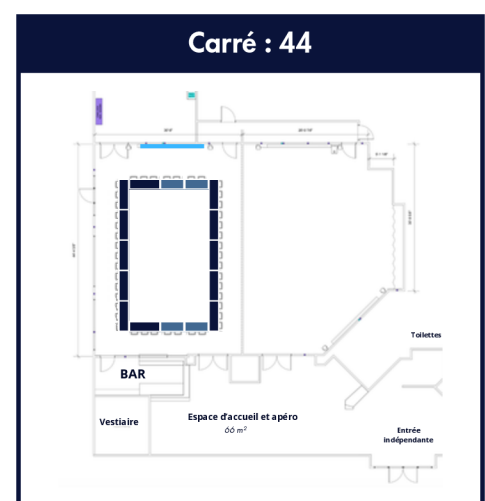 Carré : 44
Toilettes
BAR
Vestiaire
Espace d'accueil et apéro
66 m²
Entrée
indépendante